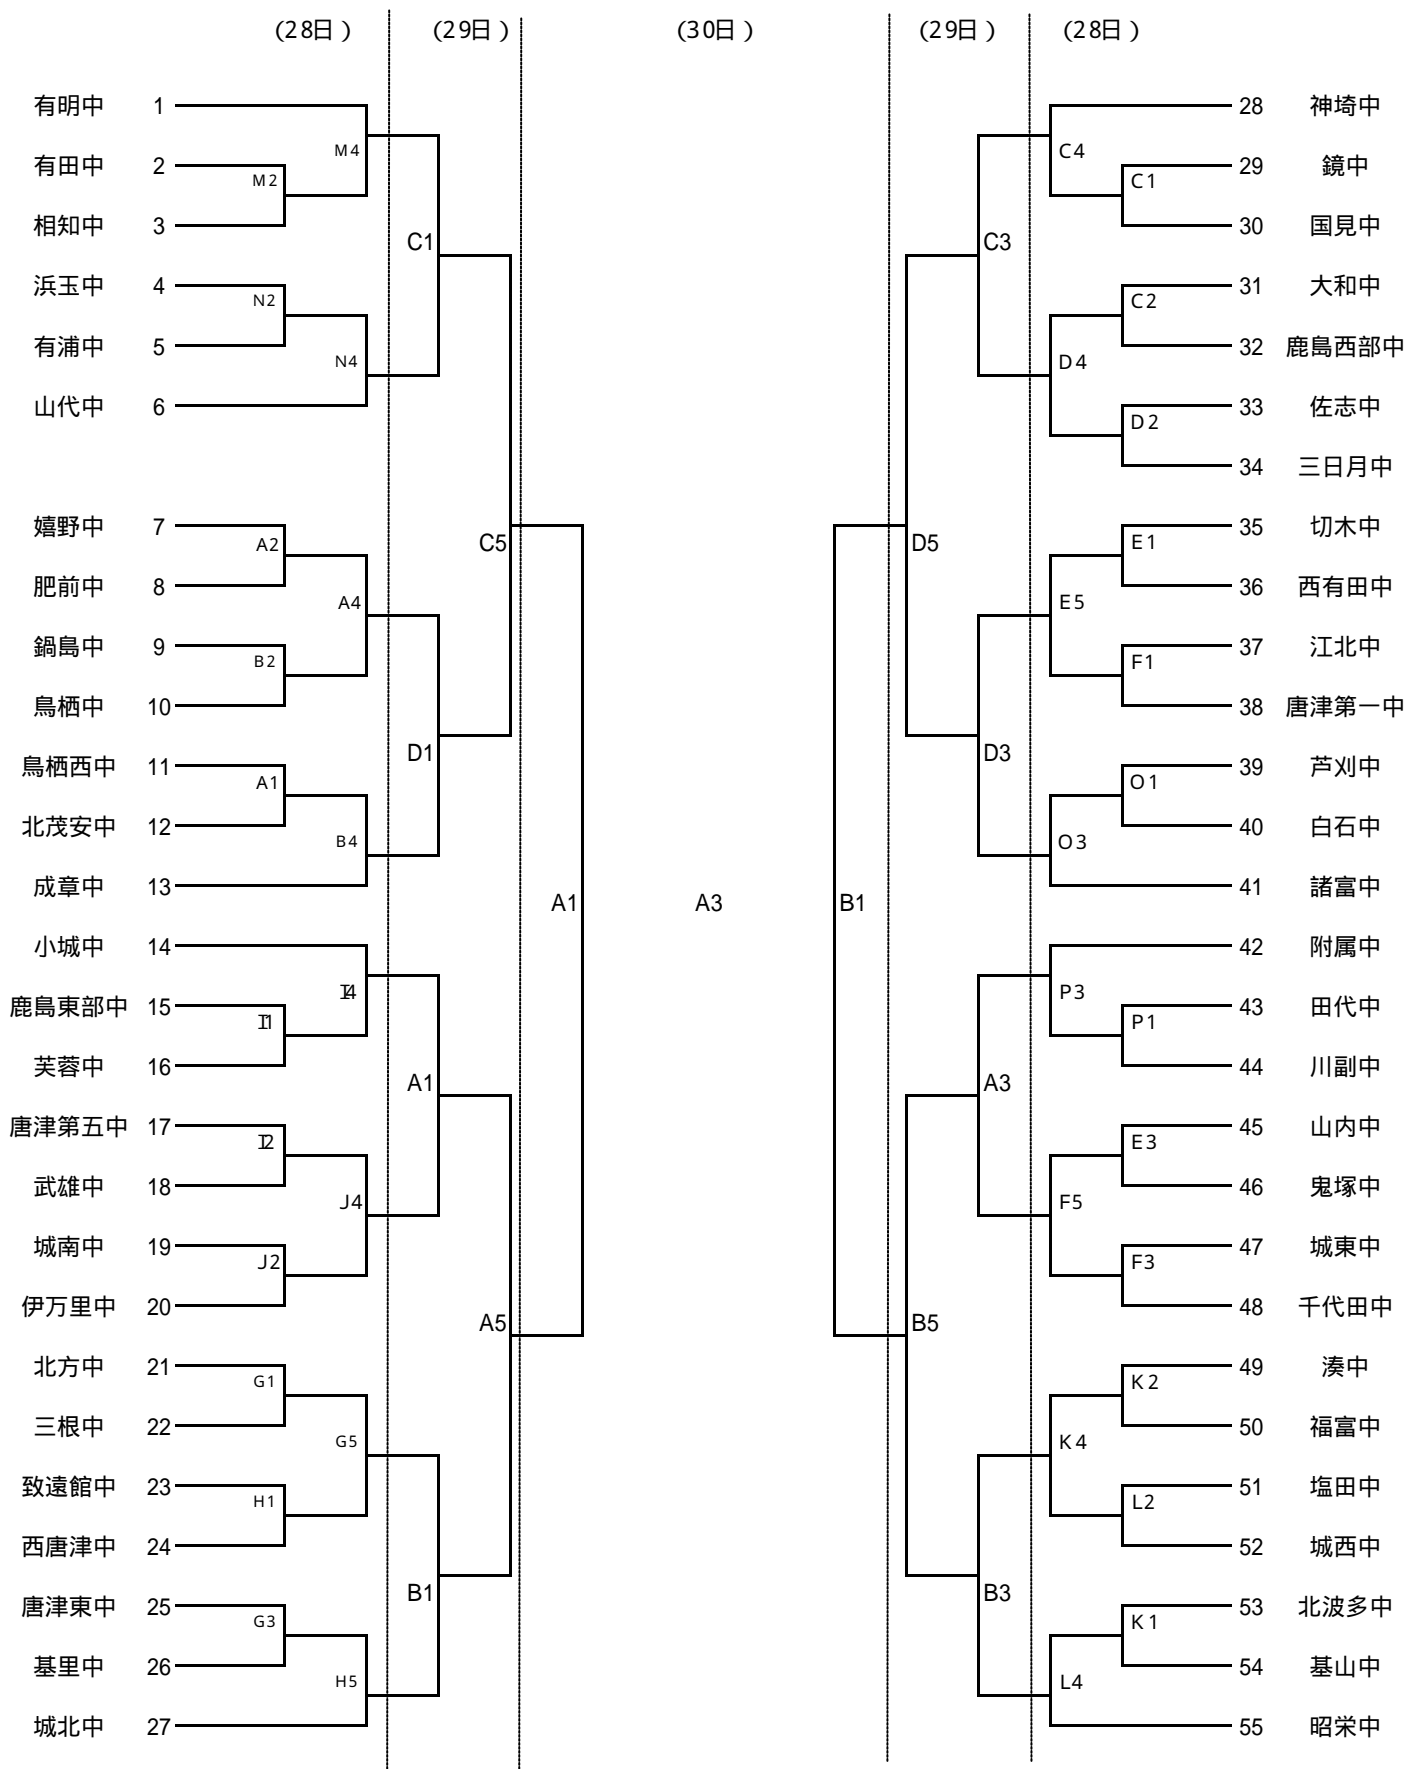 (28日) (29日) (30日) (29日) (28日)
有明中 1 28 神埼中
M4 C4
有田中 2 29 鏡中
M2 C1
相知中 3 30 国見中
C1 C3
浜玉中 4 31 大和中
N2 C2
有浦中 5 32 鹿島西部中
N4 D4
山代中 6 33 佐志中
D2
34 三日月中
嬉野中 7 35 切木中
A2 C5 D5 E1
肥前中 8 36 西有田中
A4 E5
鍋島中 9 37 江北中
B2 F1
鳥栖中 10 38 唐津第一中
D1 D3
鳥栖西中 11 39 芦刈中
A1 O1
北茂安中 12 40 白石中
B4 O3
成章中 13 41 諸富中
A1 A3 B1
小城中 14 42 附属中
I4 P3
鹿島東部中 15 43 田代中
I1 P1
芙蓉中 16 44 川副中
A1 A3
唐津第五中 17 45 山内中
I2 E3
武雄中 18 46 鬼塚中
J4 F5
城南中 19 47 城東中
J2 F3
伊万里中 20 48 千代田中
A5 B5
北方中 21 49 湊中
G1 K2
三根中 22 50 福富中
G5 K4
致遠館中 23 51 塩田中
H1 L2
西唐津中 24 52 城西中
B1 B3
唐津東中 25 53 北波多中
G3 K1
基里中 26 54 基山中
H5 L4
城北中 27 55 昭栄中